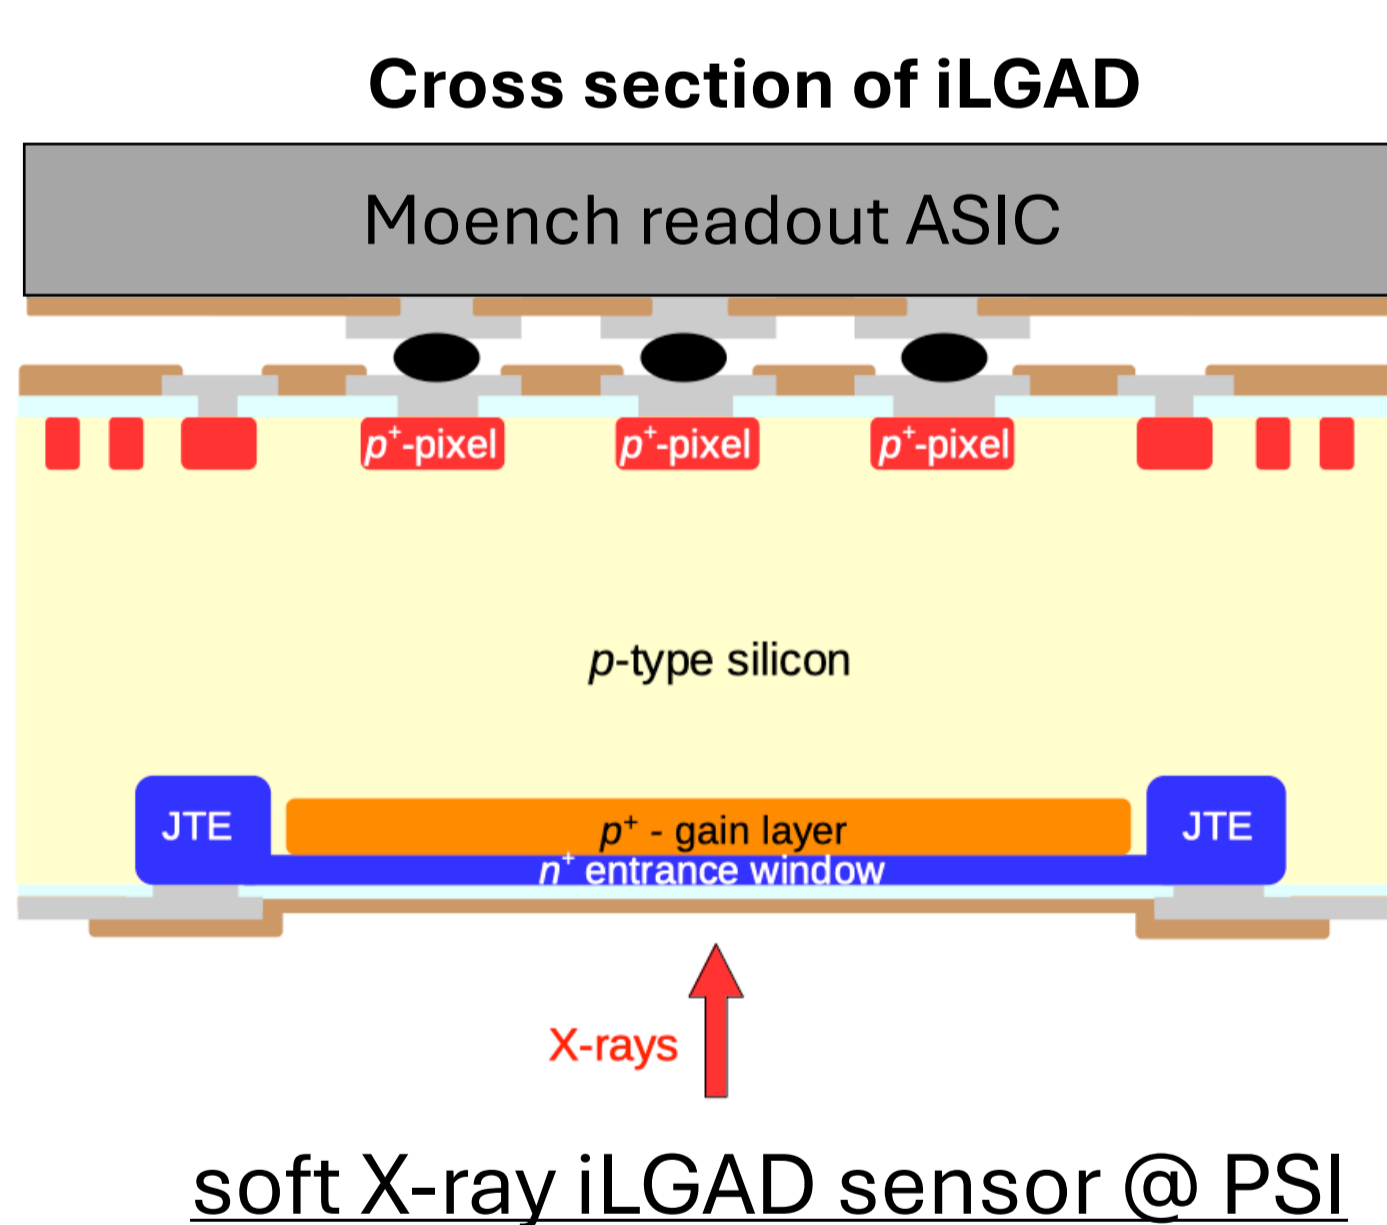 Cross section of iLGAD
Moench readout ASIC
p⁺-pixel p⁺-pixel p⁺-pixel
p-type silicon
JTE JTE
p⁺ - gain layer
n⁺ entrance window
X-rays
soft X-ray iLGAD sensor @ PSI